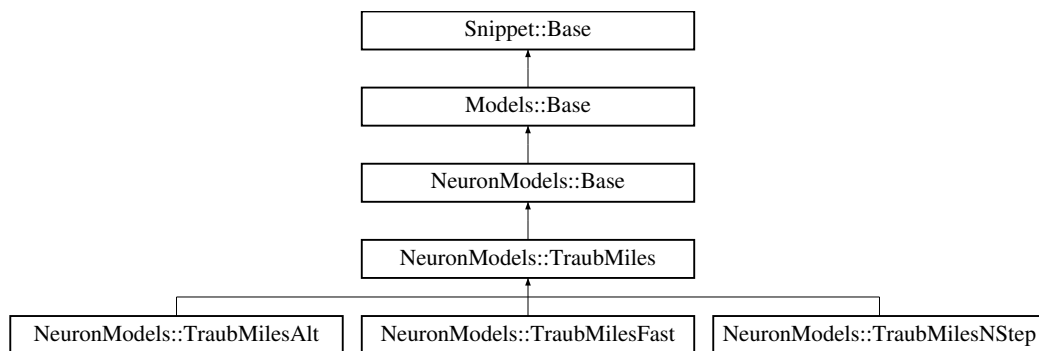 Snippet::Base
Models::Base
NeuronModels::Base
NeuronModels::TraubMiles
NeuronModels::TraubMilesAlt NeuronModels::TraubMilesFast NeuronModels::TraubMilesNStep